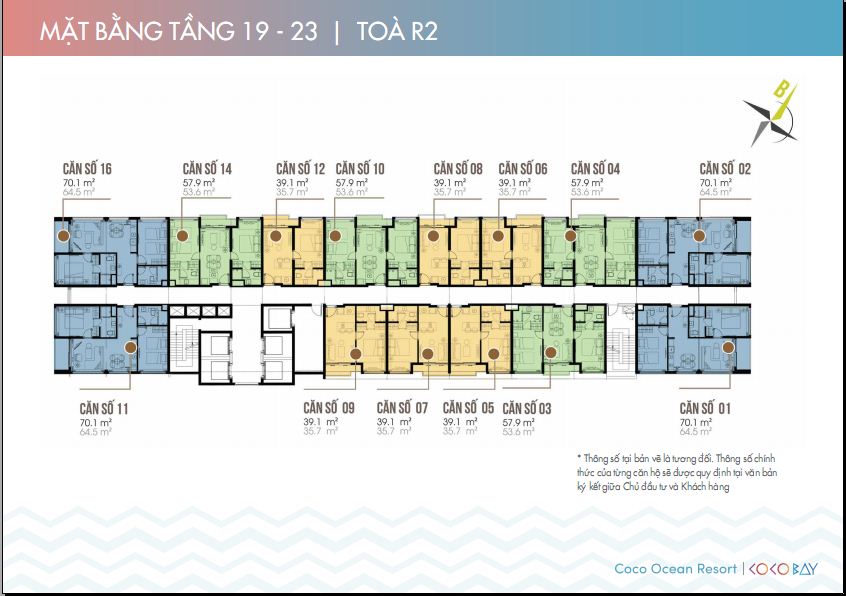 MẶT BẰNG TẦNG 19 - 23 | TOÀ R2
B
CĂN SỐ 16
70.1 m²
64.5 m²
CĂN SỐ 14
57.9 m²
53.6 m²
CĂN SỐ 12
39.1 m²
35.7 m²
CĂN SỐ 10
57.9 m²
53.6 m²
CĂN SỐ 08
39.1 m²
35.7 m²
CĂN SỐ 06
39.1 m²
35.7 m²
CĂN SỐ 04
57.9 m²
53.6 m²
CĂN SỐ 02
70.1 m²
64.5 m²
CĂN SỐ 11
70.1 m²
64.5 m²
CĂN SỐ 09
39.1 m²
35.7 m²
CĂN SỐ 07
39.1 m²
35.7 m²
CĂN SỐ 05
39.1 m²
35.7 m²
CĂN SỐ 03
57.9 m²
53.6 m²
CĂN SỐ 01
70.1 m²
64.5 m²
* Thông số tại bản vẽ là tương đối. Thông số chính
thức của từng căn hộ sẽ được quy định tại văn bản
ký kết giữa Chủ đầu tư và Khách hàng
Coco Ocean Resort | COCOBAY